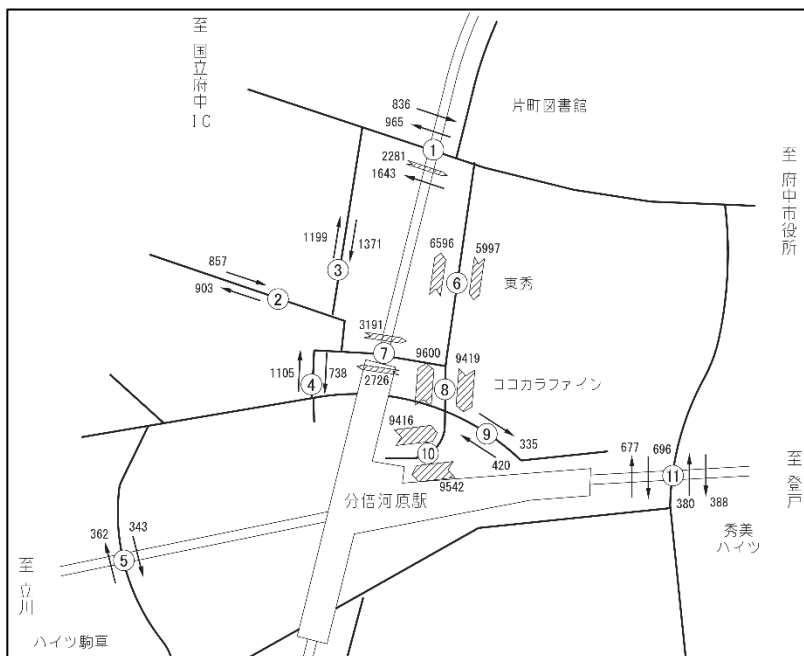 至
国立府中
IC
836
965
片町図書館
①
2281
1643
至
府中市役所
1199
1371
6596
5997
③
⑥
東秀
857
903
②
3191
⑦
9600
9419
1105
738
④
2726
⑧
ココカラファイン
9416
⑨
335
420
⑩
9542
677
696
⑪
380
388
至
登戸
分倍河原駅
秀美
ハイツ
362
343
⑤
至
立川
ハイツ駒草